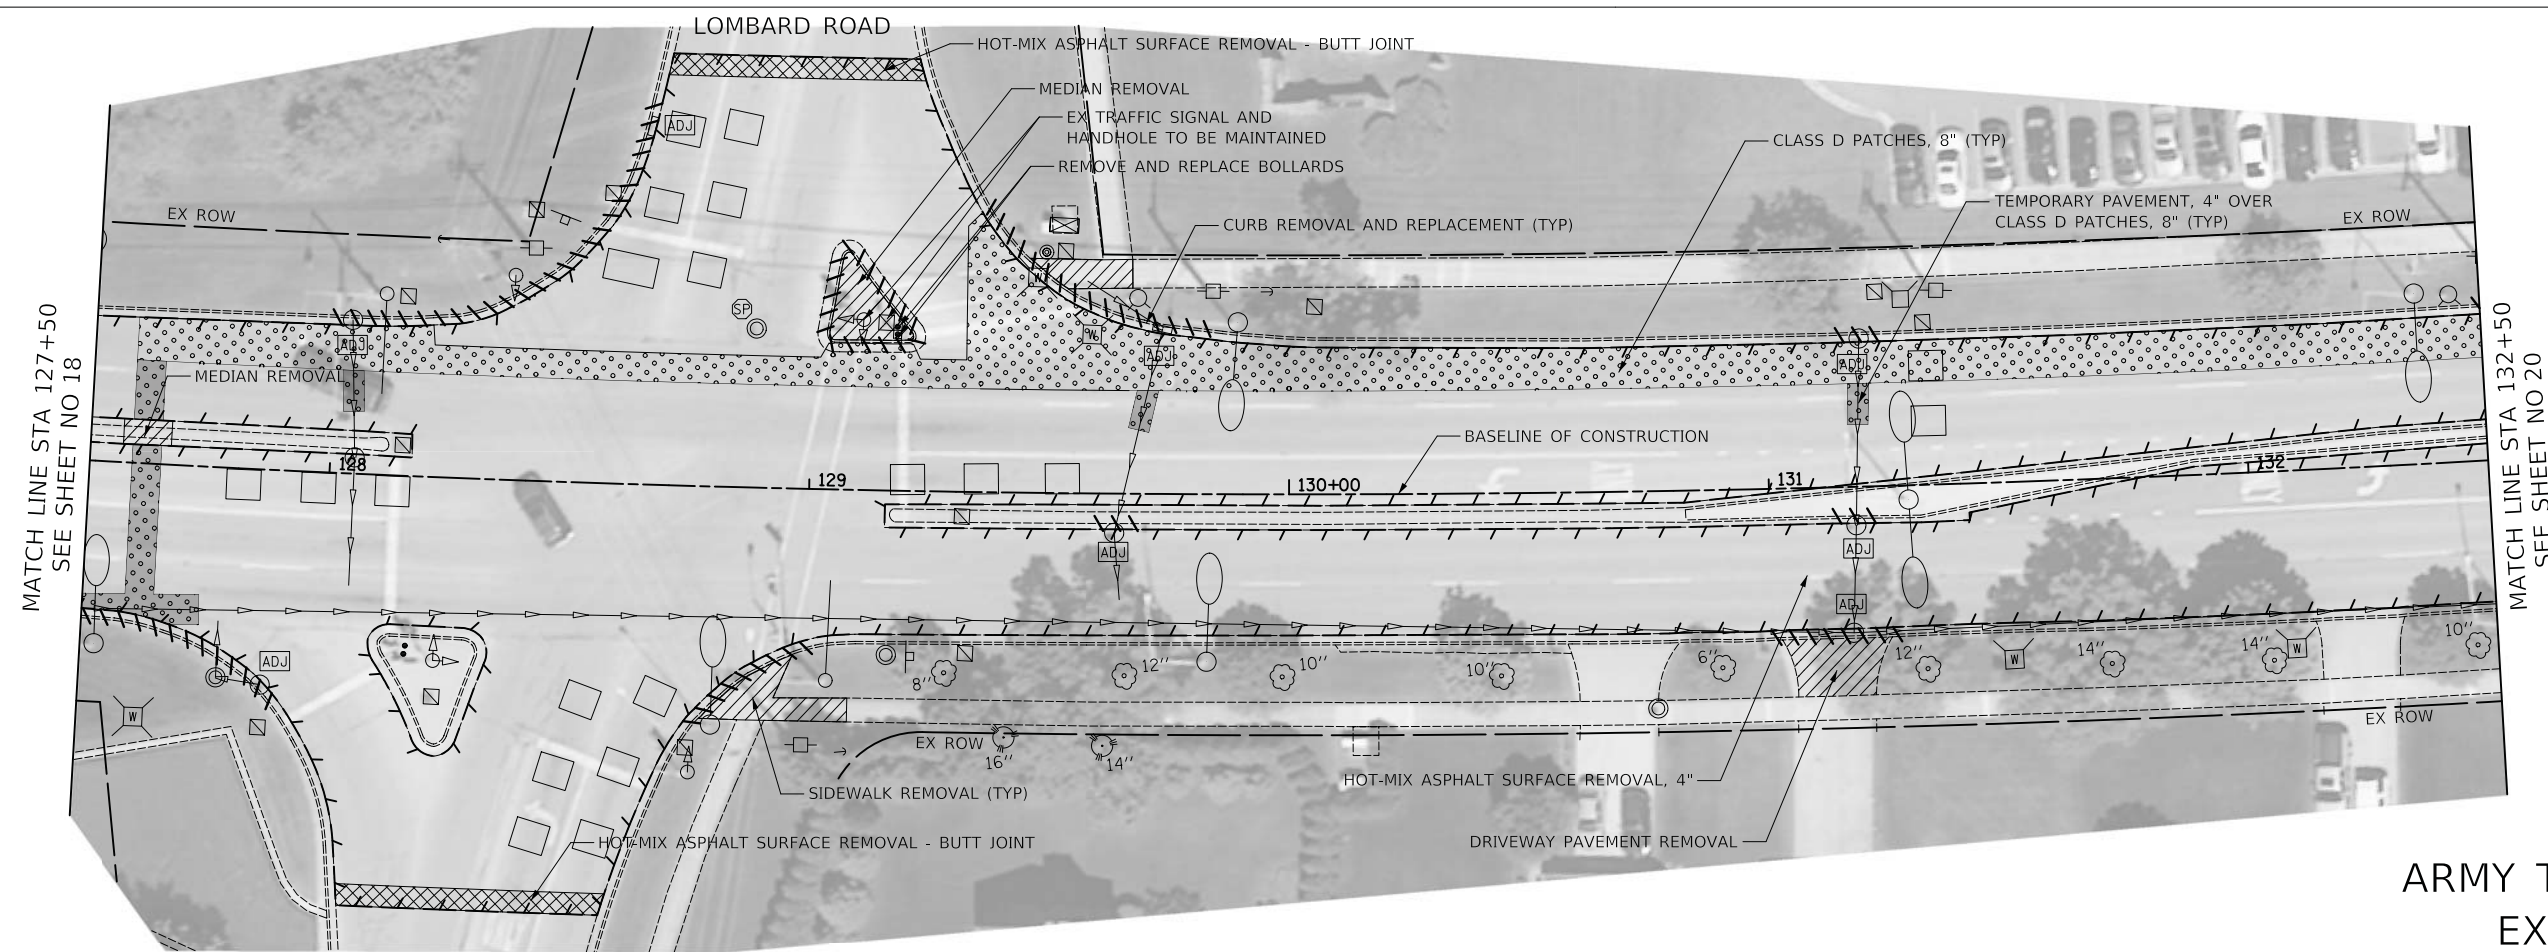 LOMBARD ROAD
HOT-MIX ASPHALT SURFACE REMOVAL - BUTT JOINT
MEDIAN REMOVAL
EX TRAFFIC SIGNAL AND
HANDHOLE TO BE MAINTAINED
REMOVE AND REPLACE BOLLARDS
ADJ
CLASS D PATCHES, 8" (TYP)
TEMPORARY PAVEMENT, 4" OVER
CLASS D PATCHES, 8" (TYP)
EX ROW
EX ROW
CURB REMOVAL AND REPLACEMENT (TYP)
W
SP
W
ADJ
ADJ
ADJ
MEDIAN REMOVAL
MATCH LINE STA 127+50
SEE SHEET NO 18
MATCH LINE STA 132+50
SEE SHEET NO 20
BASELINE OF CONSTRUCTION
128
129
130+00
131
132
ADJ
ADJ
ADJ
ADJ
W
8"
12"
10"
10"
6"
12"
W
14"
14"
W
10"
EX ROW
16"
14"
EX ROW
SIDEWALK REMOVAL (TYP)
HOT-MIX ASPHALT SURFACE REMOVAL, 4"
HOT-MIX ASPHALT SURFACE REMOVAL - BUTT JOINT
DRIVEWAY PAVEMENT REMOVAL
ARMY T
EX